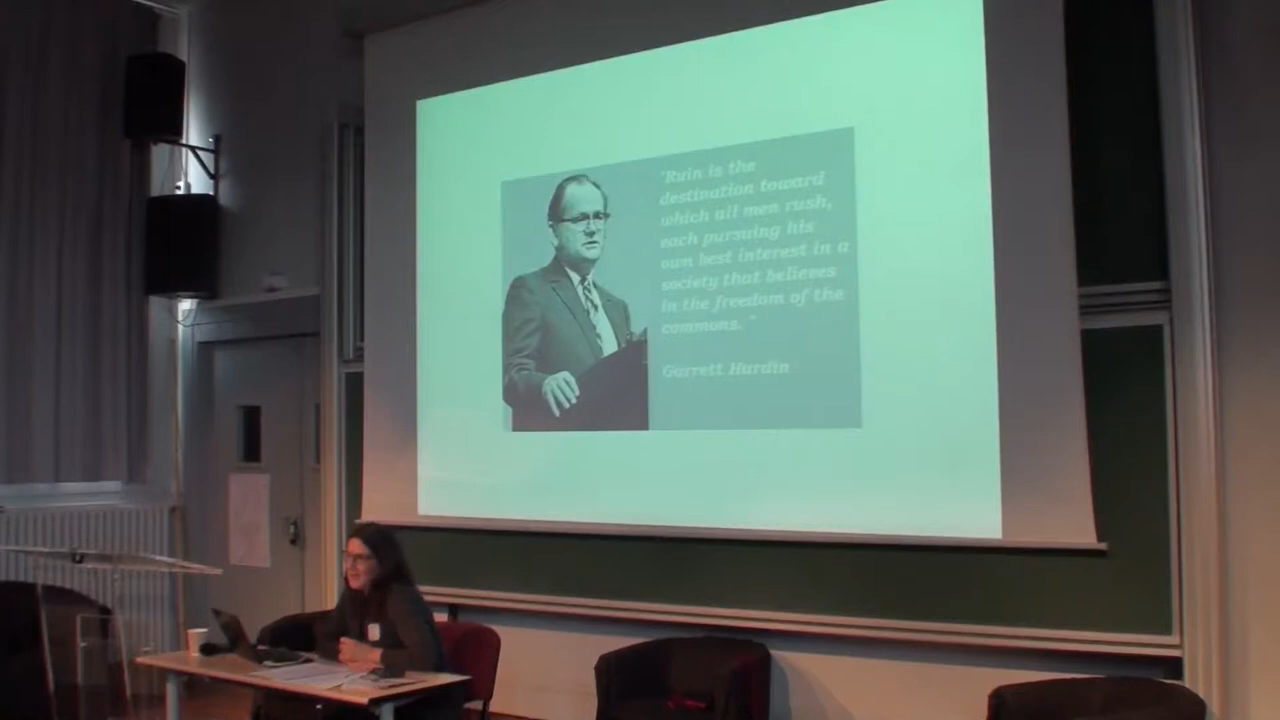 "Ruin is the
destination toward
which all men rush,
each pursuing his
own best interest in a
society that believes
in the freedom of the
commons."
Garrett Hardin